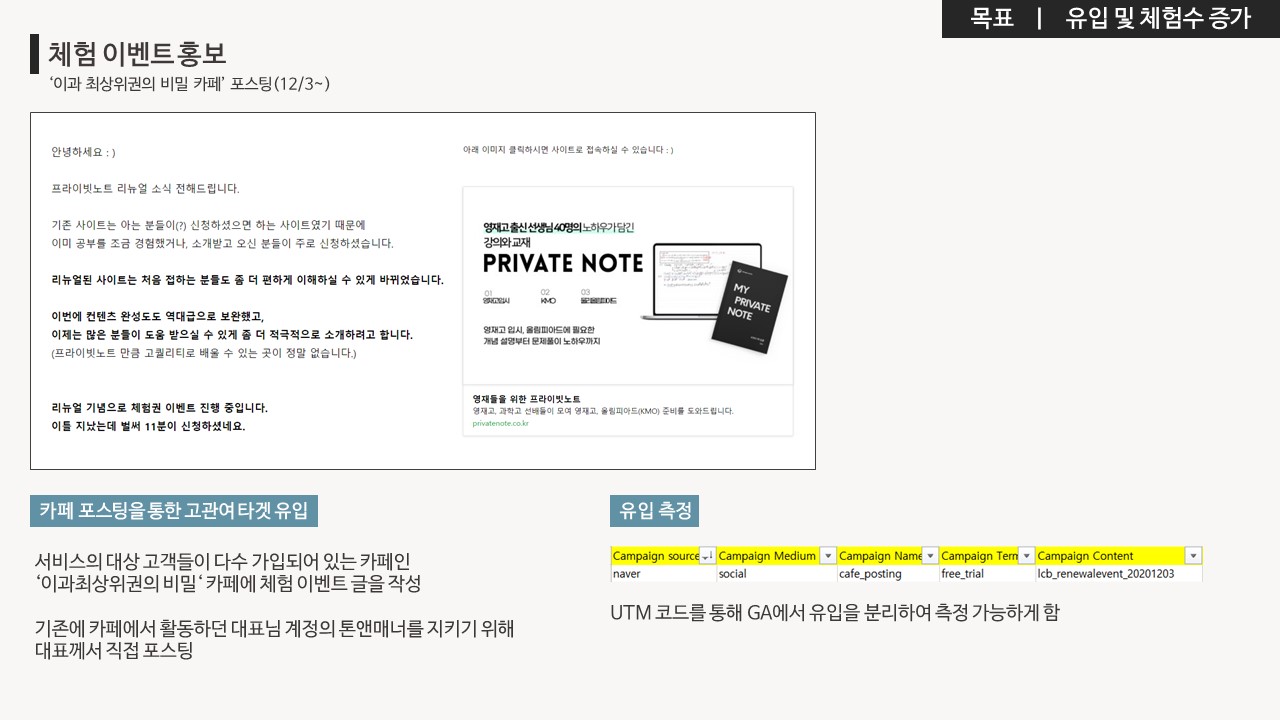 목표 | 유입 및 체험수 증가
체험 이벤트 홍보
‘이과 최상위권의 비밀 카페’ 포스팅(12/3~)
안녕하세요 : )
프라이빗노트 리뉴얼 소식 전해드립니다.
기존 사이트는 아는 분들이(?) 신청하셨으면 하는 사이트였기 때문에
이미 공부를 조금 경험했거나, 소개받고 오신 분들이 주로 신청하셨습니다.
리뉴얼된 사이트는 처음 접하는 분들도 좀 더 편하게 이해하실 수 있게 바뀌었습니다.
이번에 컨텐츠 완성도도 역대급으로 보완했고,
이제는 많은 분들이 도움 받으실 수 있게 좀 더 적극적으로 소개하려고 합니다.
(프라이빗노트 만큼 고퀄리티로 배울 수 있는 곳이 정말 없습니다.)
리뉴얼 기념으로 체험권 이벤트 진행 중입니다.
이틀 지났는데 벌써 11분이 신청하셨네요.
아래 이미지 클릭하시면 사이트로 접속하실 수 있습니다 : )
영재고 출신 선생님 40명의 노하우가 담긴
강의와 교재
PRIVATE NOTE
01 02 03
영재고입시 KMO 물리올림피아드
영재고 입시, 올림피아드에 필요한
개념 설명부터 문제풀이 노하우까지
MY
PRIVATE
NOTE
영재들을 위한 프라이빗노트
영재고, 과학고 선배들이 모여 영재고, 올림피아드(KMO) 준비를 도와드립니다.
privatenote.co.kr
카페 포스팅을 통한 고관여 타겟 유입
서비스의 대상 고객들이 다수 가입되어 있는 카페인
‘이과최상위권의 비밀‘ 카페에 체험 이벤트 글을 작성
기존에 카페에서 활동하던 대표님 계정의 톤앤매너를 지키기 위해
대표께서 직접 포스팅
유입 측정
Campaign source Campaign Medium Campaign Name Campaign Term Campaign Content
naver social cafe_posting free_trial lcb_renewalevent_20201203
UTM 코드를 통해 GA에서 유입을 분리하여 측정 가능하게 함